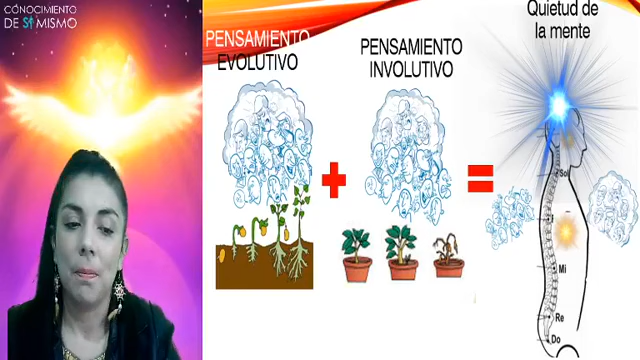 CONOCIMIENTO
DE SÍ MISMO
PENSAMIENTO
EVOLUTIVO
PENSAMIENTO
INVOLUTIVO
Quietud de
la mente
Sol
Mi
Re
Do